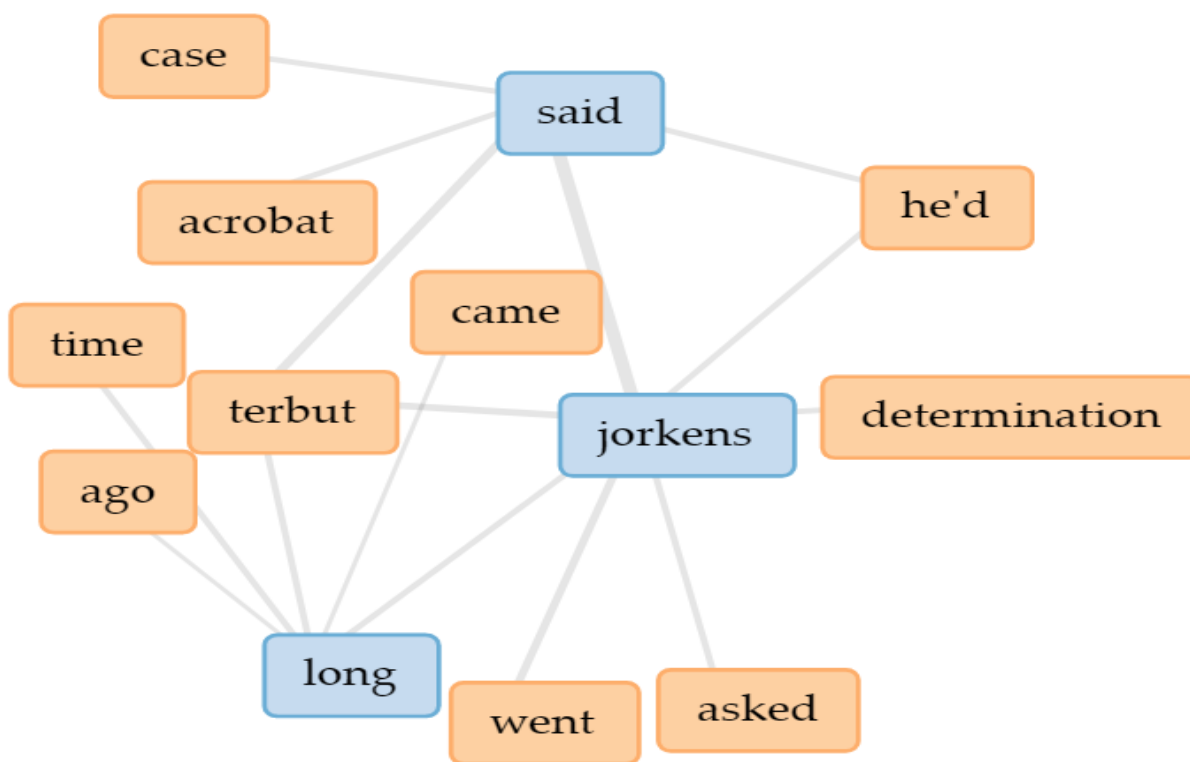 case
said
he'd
acrobat
came
time
terbut
determination
jorkens
ago
long
went
asked